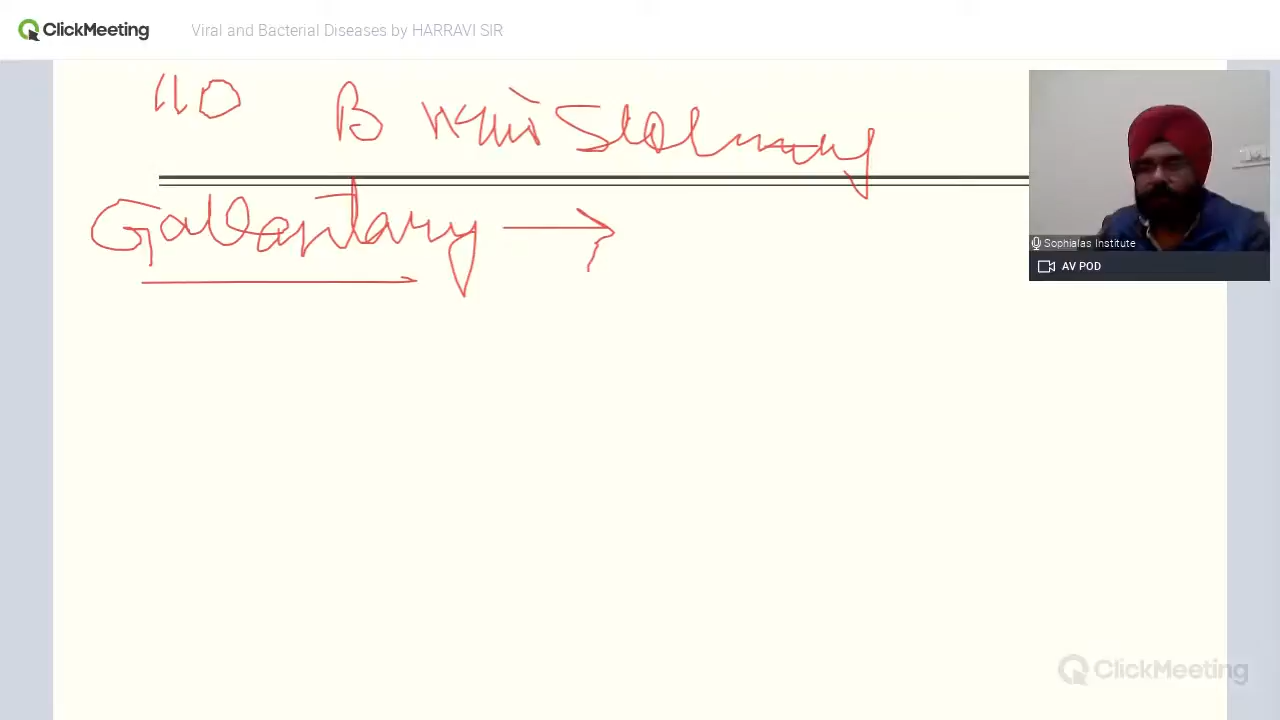 ClickMeeting Viral and Bacterial Diseases by HARRAVI SIR
110 B
Gallantary →
Sophialas Institute
AV POD
ClickMeeting